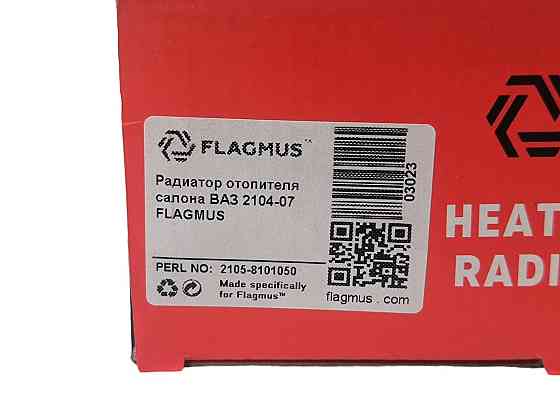 FLAGMUS™
Радиатор отопителя
салона ВАЗ 2104-07
FLAGMUS
PERL NO: 2105-8101050
Made specifically
for Flagmus™
03023
flagmus . com
HEAT
RADI